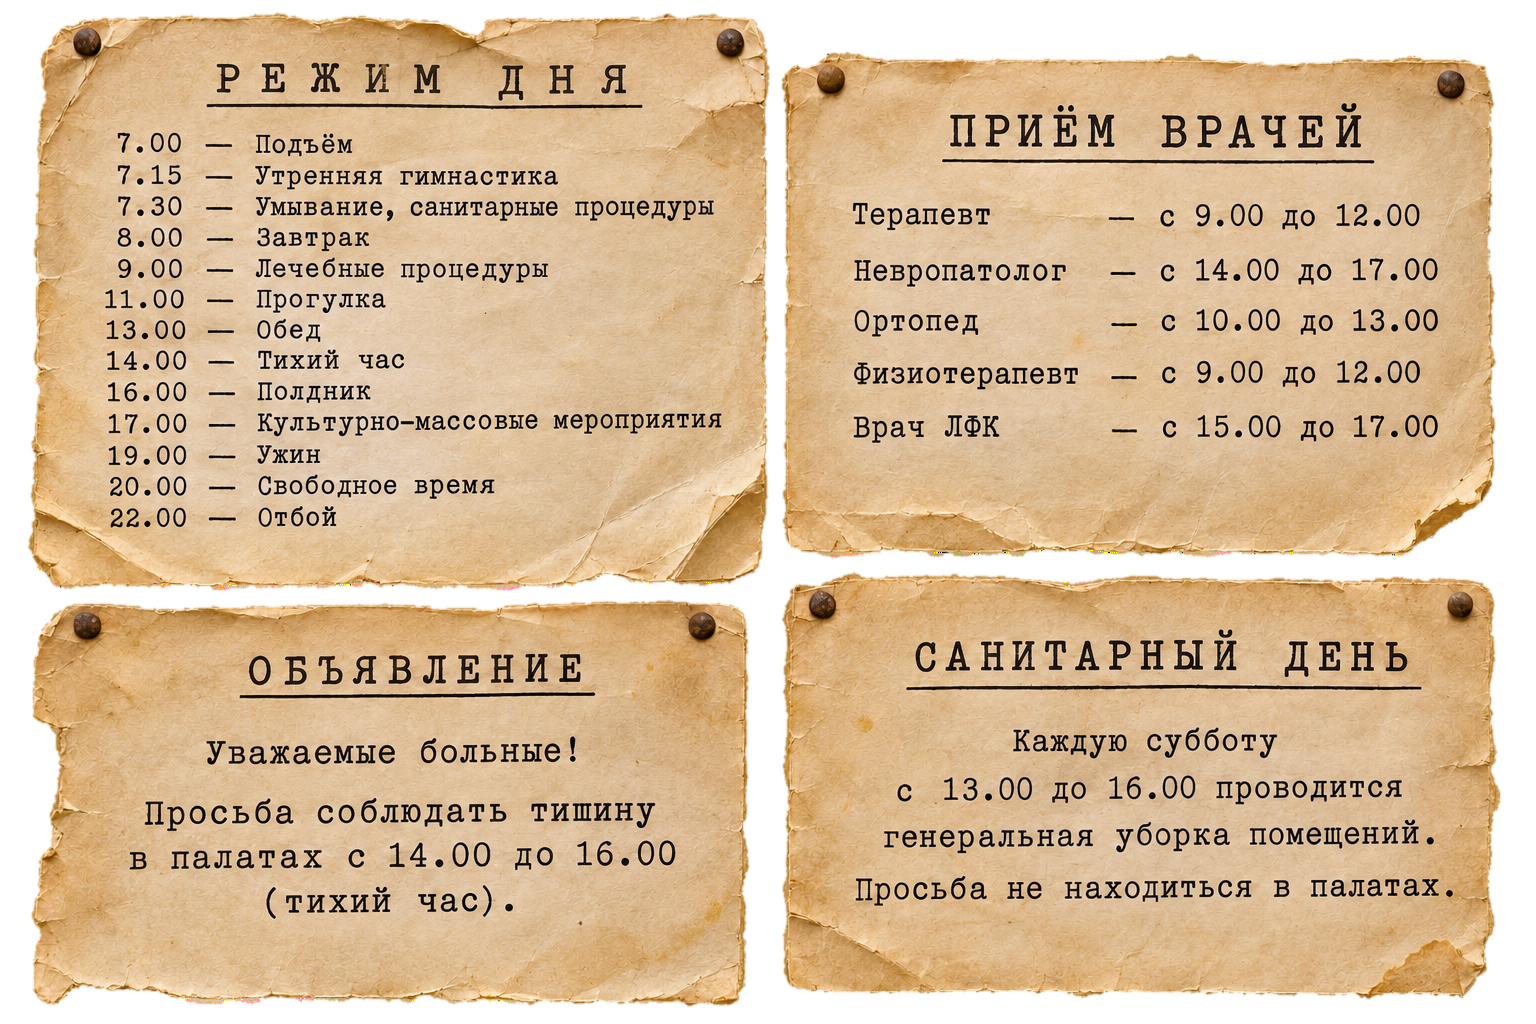 РЕЖИМ ДНЯ
7.00 — Подъём
7.15 — Утренняя гимнастика
7.30 — Умывание, санитарные процедуры
8.00 — Завтрак
9.00 — Лечебные процедуры
11.00 — Прогулка
13.00 — Обед
14.00 — Тихий час
16.00 — Полдник
17.00 — Культурно-массовые мероприятия
19.00 — Ужин
20.00 — Свободное время
22.00 — Отбой
ПРИЁМ ВРАЧЕЙ
Терапевт — с 9.00 до 12.00
Невропатолог — с 14.00 до 17.00
Ортопед — с 10.00 до 13.00
Физиотерапевт — с 9.00 до 12.00
Врач ЛФК — с 15.00 до 17.00
ОБЪЯВЛЕНИЕ
Уважаемые больные!
Просьба соблюдать тишину
в палатах с 14.00 до 16.00
(тихий час).
САНИТАРНЫЙ ДЕНЬ
Каждую субботу
с 13.00 до 16.00 проводится
генеральная уборка помещений.
Просьба не находиться в палатах.